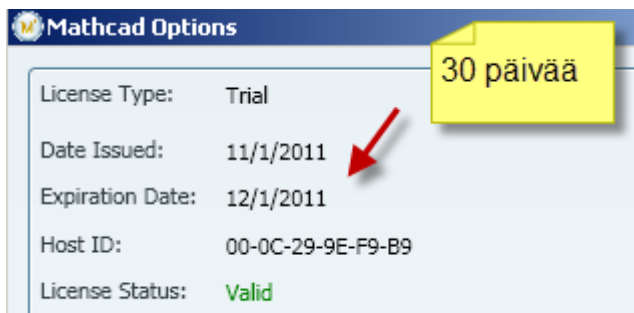 Mathcad Options
30 päivää
License Type: Trial
Date Issued: 11/1/2011
Expiration Date: 12/1/2011
Host ID: 00-0C-29-9E-F9-B9
License Status: Valid